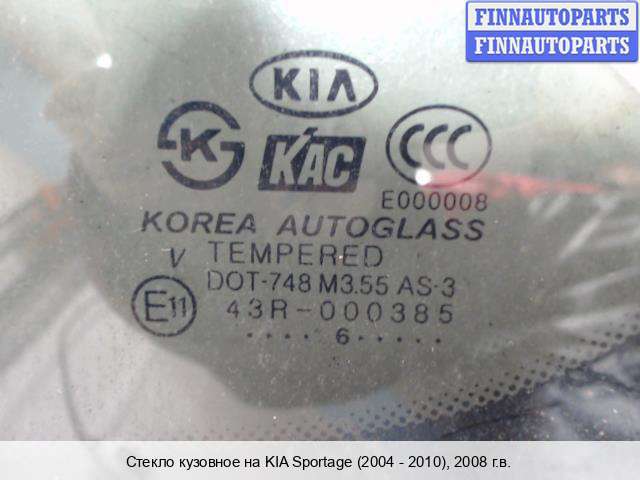 FINNAUTOPARTS
FINNAUTOPARTS
KIA
K KAC CCC
E000008
KOREA AUTOGLASS
V TEMPERED
DOT-748 M3.55 AS-3
E11 43R-000385
.... 6 .....
Стекло кузовное на KIA Sportage (2004 - 2010), 2008 г.в.